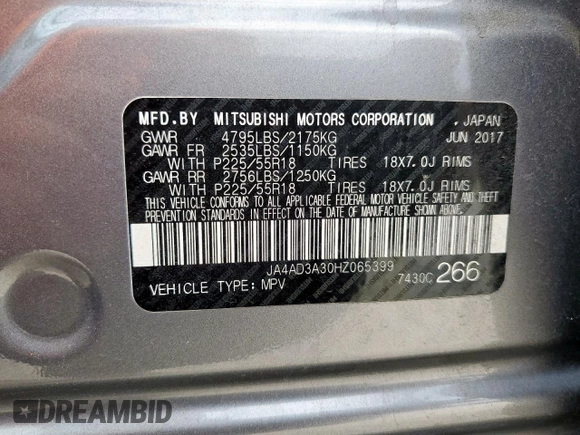 MFD.BY MITSUBISHI MOTORS CORPORATION , JAPAN
GVWR 4795LBS/2175KG JUN 2017
GAWR FR 2535LBS/1150KG
WITH P225/55R18 TIRES 18X7.0J RIMS
GAWR RR 2756LBS/1250KG
WITH P225/55R18 TIRES 18X7.0J RIMS
THIS VEHICLE CONFORMS TO ALL APPLICABLE FEDERAL MOTOR VEHICLE SAFETY AND THEFT
PREVENTION STANDARDS IN EFFECT ON THE DATE OF MANUFACTURE SHOWN ABOVE.
JA4AD3A30HZ065399
VEHICLE TYPE:MPV 7430C 266
DREAMBID